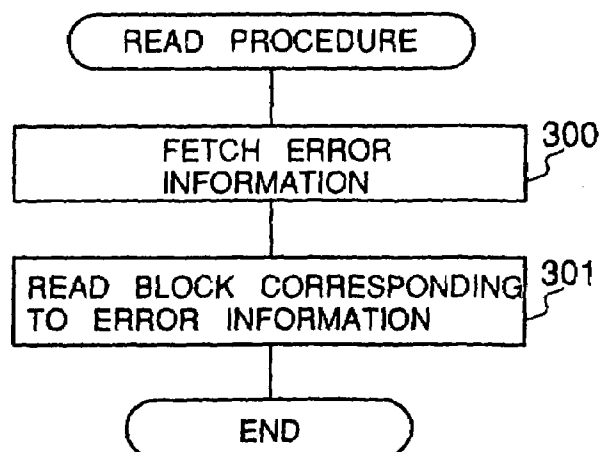 READ PROCEDURE
300
FETCH ERROR
INFORMATION
301
READ BLOCK CORRESPONDING
TO ERROR INFORMATION
END